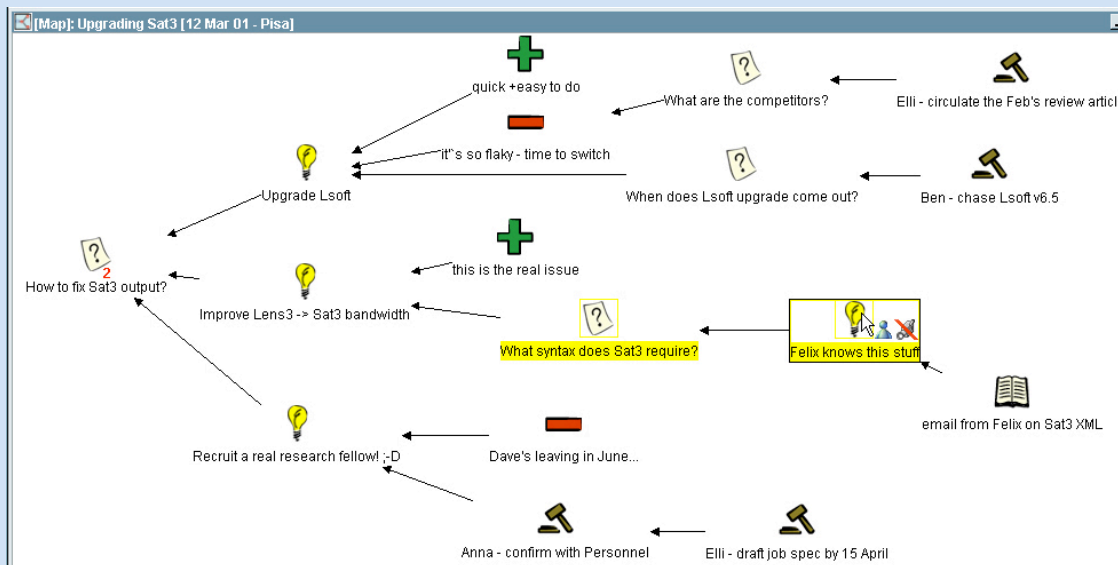 [Map]: Upgrading Sat3 [12 Mar 01 - Pisa]
quick +easy to do
What are the competitors?
Elli - circulate the Feb's review articl
it'`s so flaky - time to switch
Upgrade Lsoft
When does Lsoft upgrade come out?
Ben - chase Lsoft v6.5
2
How to fix Sat3 output?
this is the real issue
Improve Lens3 -> Sat3 bandwidth
What syntax does Sat3 require?
Felix knows this stuff
email from Felix on Sat3 XML
Recruit a real research fellow! ;-D
Dave's leaving in June...
Anna - confirm with Personnel
Elli - draft job spec by 15 April